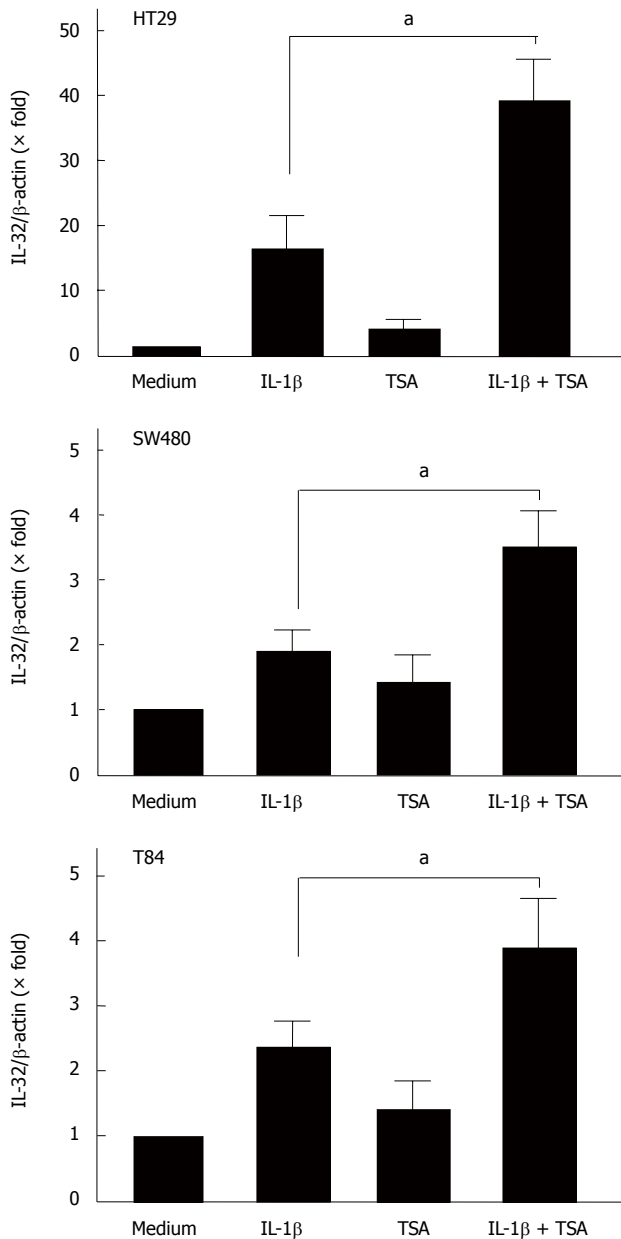 HT29
a
IL-32/β-actin (× fold)
50
40
30
20
10
0
Medium IL-1β TSA IL-1β + TSA
SW480
a
IL-32/β-actin (× fold)
5
4
3
2
1
0
Medium IL-1β TSA IL-1β + TSA
T84
a
IL-32/β-actin (× fold)
5
4
3
2
1
0
Medium IL-1β TSA IL-1β + TSA